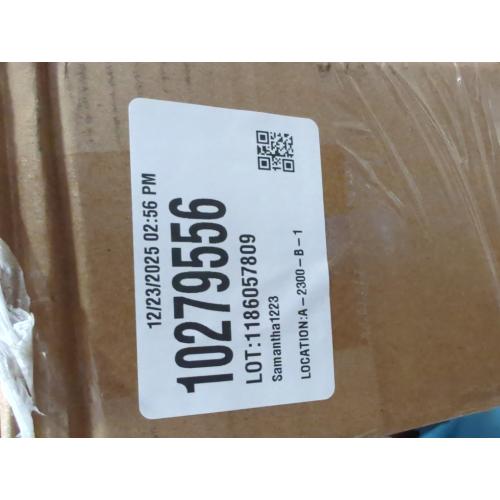 12/23/2025 02:56 PM
10279556
LOT:1186057809
Samantha1223
LOCATION:A – 2300 – B – 1